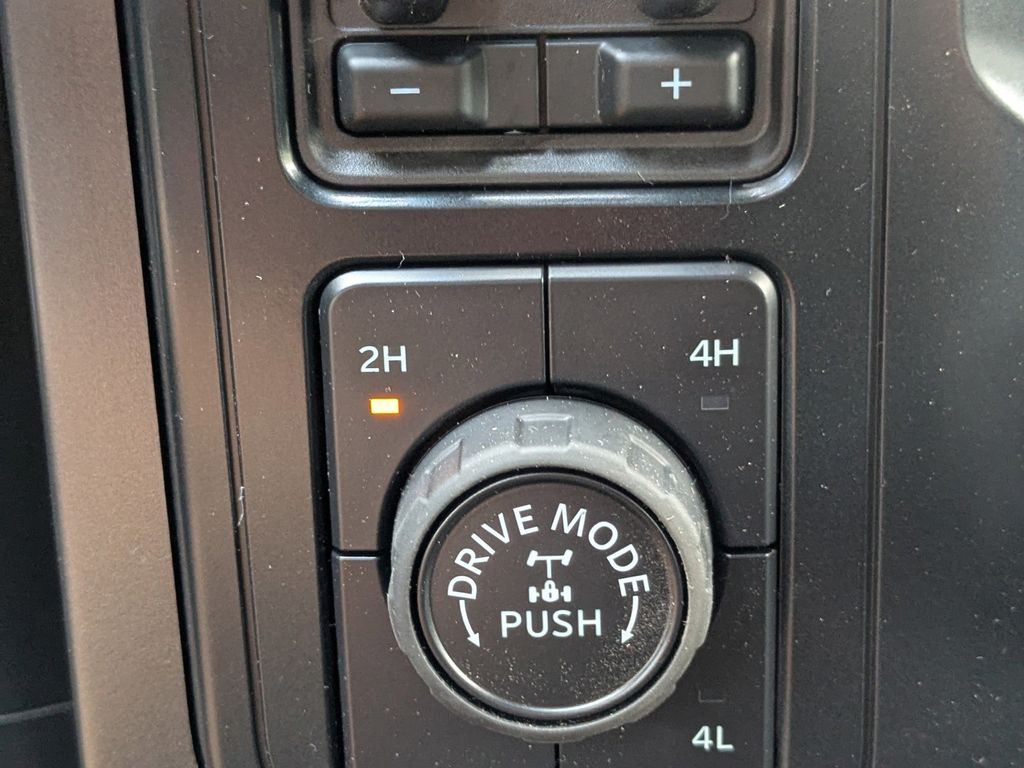 − +
2H
4H
DRIVE MODE
PUSH
4L